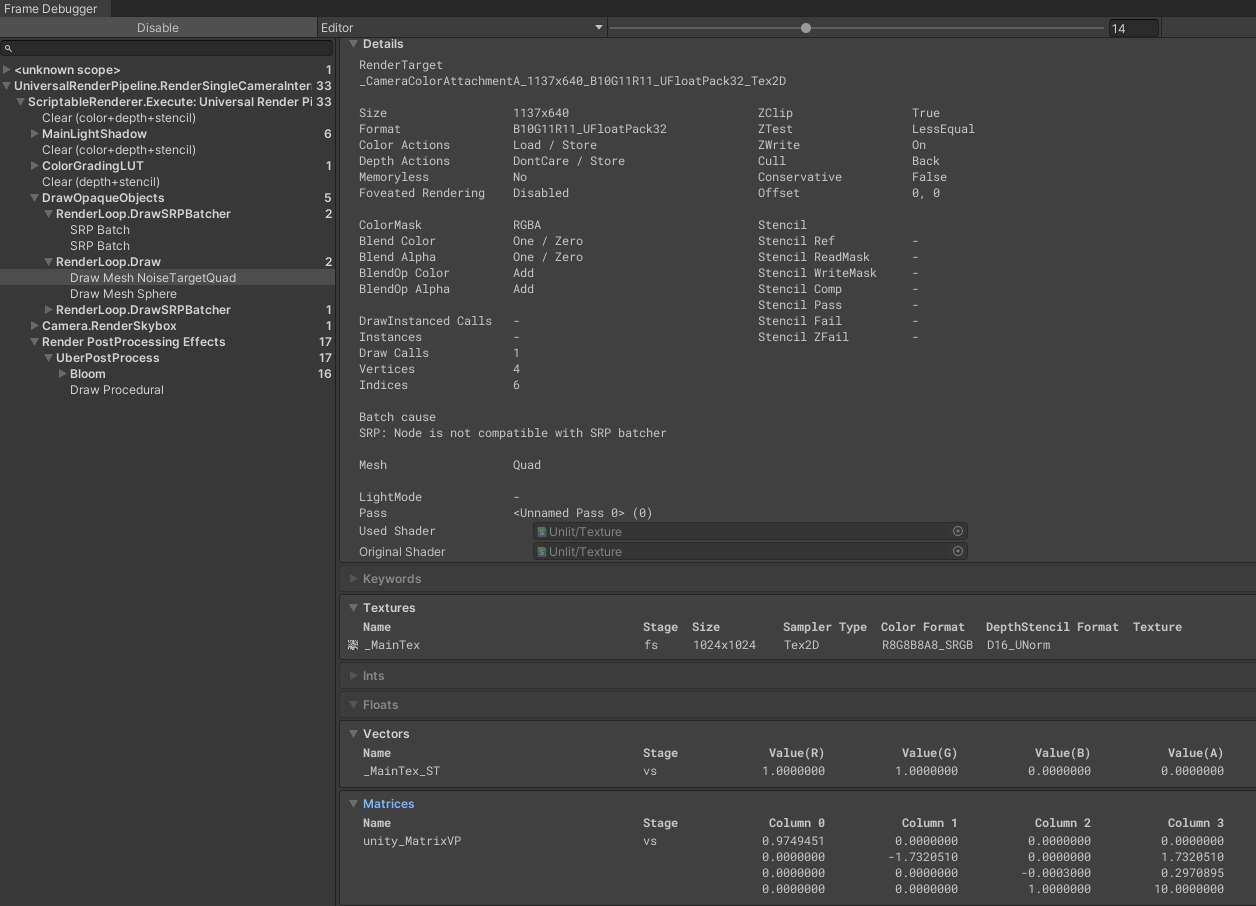 Frame Debugger
Disable
Editor
14
<unknown scope> 1
UniversalRenderPipeline.RenderSingleCameraInter 33
ScriptableRenderer.Execute: Universal Render Pi 33
Clear (color+depth+stencil)
MainLightShadow 6
Clear (color+depth+stencil)
ColorGradingLUT 1
Clear (depth+stencil)
DrawOpaqueObjects 5
RenderLoop.DrawSRPBatcher 2
SRP Batch
SRP Batch
RenderLoop.Draw 2
Draw Mesh NoiseTargetQuad
Draw Mesh Sphere
RenderLoop.DrawSRPBatcher 1
Camera.RenderSkybox 1
Render PostProcessing Effects 17
UberPostProcess 17
Bloom 16
Draw Procedural
Details
RenderTarget
_CameraColorAttachmentA_1137x640_B10G11R11_UFloatPack32_Tex2D
Size 1137x640 ZClip True
Format B10G11R11_UFloatPack32 ZTest LessEqual
Color Actions Load / Store ZWrite On
Depth Actions DontCare / Store Cull Back
Memoryless No Conservative False
Foveated Rendering Disabled Offset 0, 0
ColorMask RGBA Stencil
Blend Color One / Zero Stencil Ref -
Blend Alpha One / Zero Stencil ReadMask -
BlendOp Color Add Stencil WriteMask -
BlendOp Alpha Add Stencil Comp -
Stencil Pass -
DrawInstanced Calls - Stencil Fail -
Instances - Stencil ZFail -
Draw Calls 1
Vertices 4
Indices 6
Batch cause
SRP: Node is not compatible with SRP batcher
Mesh Quad
LightMode -
Pass <Unnamed Pass 0> (0)
Used Shader Unlit/Texture
Original Shader Unlit/Texture
Keywords
Textures
Name Stage Size Sampler Type Color Format DepthStencil Format Texture
_MainTex fs 1024x1024 Tex2D R8G8B8A8_SRGB D16_UNorm
Ints
Floats
Vectors
Name Stage Value(R) Value(G) Value(B) Value(A)
_MainTex_ST vs 1.0000000 1.0000000 0.0000000 0.0000000
Matrices
Name Stage Column 0 Column 1 Column 2 Column 3
unity_MatrixVP vs 0.9749451 0.0000000 0.0000000 0.0000000
0.0000000 -1.7320510 0.0000000 1.7320510
0.0000000 0.0000000 -0.0003000 0.2970895
0.0000000 0.0000000 1.0000000 10.0000000